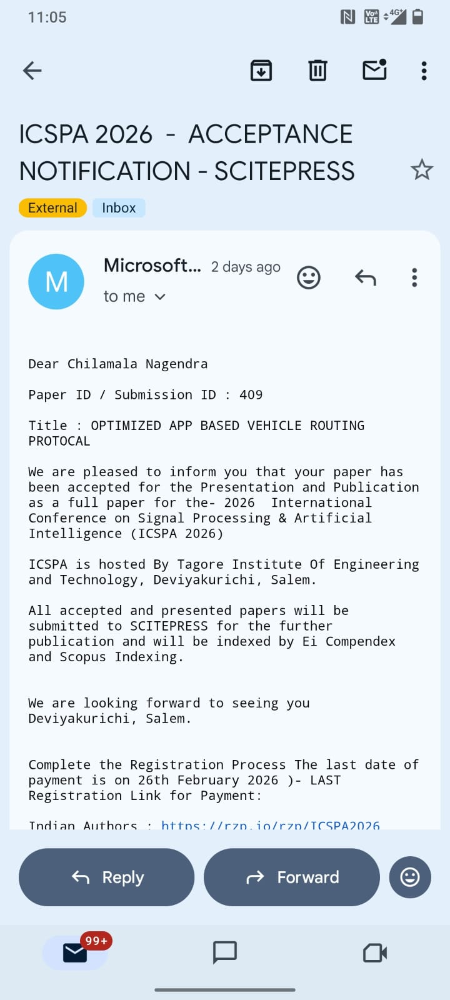 11:05
Vo)) LTE 4G+
ICSPA 2026 - ACCEPTANCE
NOTIFICATION - SCITEPRESS
External Inbox
M
Microsoft... 2 days ago
to me
Dear Chilamala Nagendra
Paper ID / Submission ID : 409
Title : OPTIMIZED APP BASED VEHICLE ROUTING
PROTOCAL
We are pleased to inform you that your paper has
been accepted for the Presentation and Publication
as a full paper for the- 2026 International
Conference on Signal Processing & Artificial
Intelligence (ICSPA 2026)
ICSPA is hosted By Tagore Institute Of Engineering
and Technology, Deviyakurichi, Salem.
All accepted and presented papers will be
submitted to SCITEPRESS for the further
publication and will be indexed by Ei Compendex
and Scopus Indexing.
We are looking forward to seeing you
Deviyakurichi, Salem.
Complete the Registration Process The last date of
payment is on 26th February 2026 )- LAST
Registration Link for Payment:
Indian Authors : https://rzp.io/rzp/ICSPA2026
Reply Forward
99+